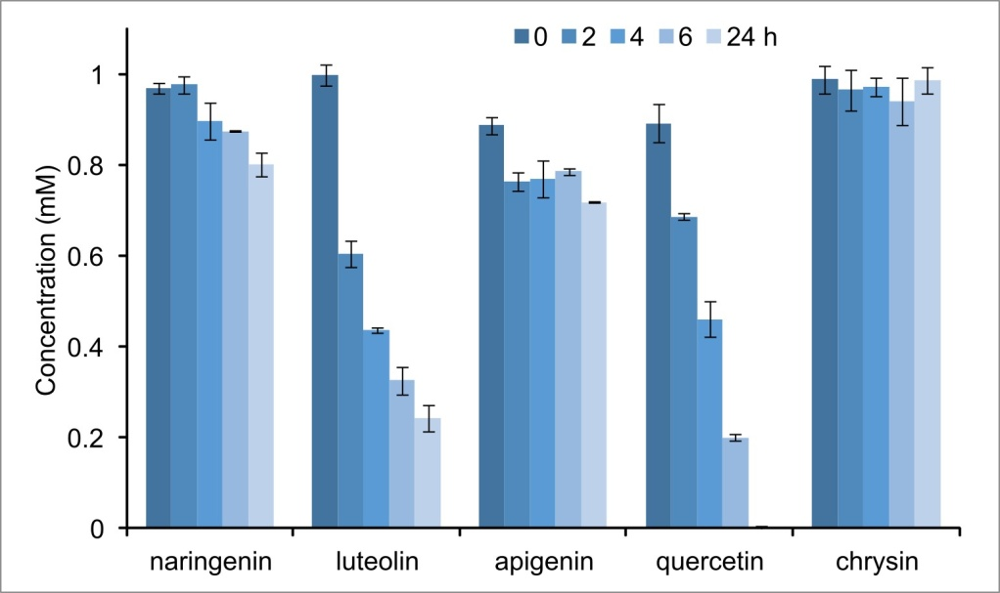 0 2 4 6 24 h
Concentration (mM)
1
0.8
0.6
0.4
0.2
0
naringenin luteolin apigenin quercetin chrysin